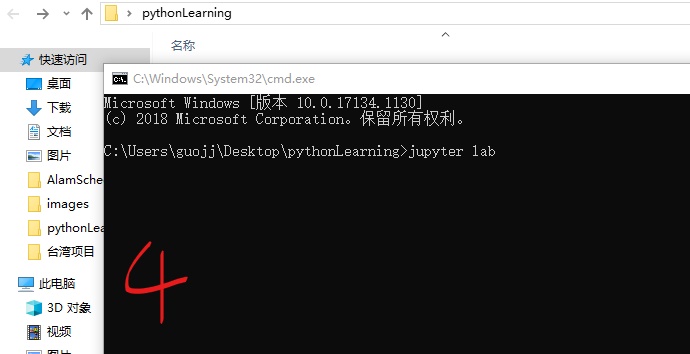 pythonLearning
名称
快速访问
桌面
下载
文档
图片
AlamSche
images
pythonLea
台湾项目
此电脑
3D 对象
视频
图片
C:\Windows\System32\cmd.exe
Microsoft Windows [版本 10.0.17134.1130]
(c) 2018 Microsoft Corporation。保留所有权利。
C:\Users\guojj\Desktop\pythonLearning>jupyter lab
4